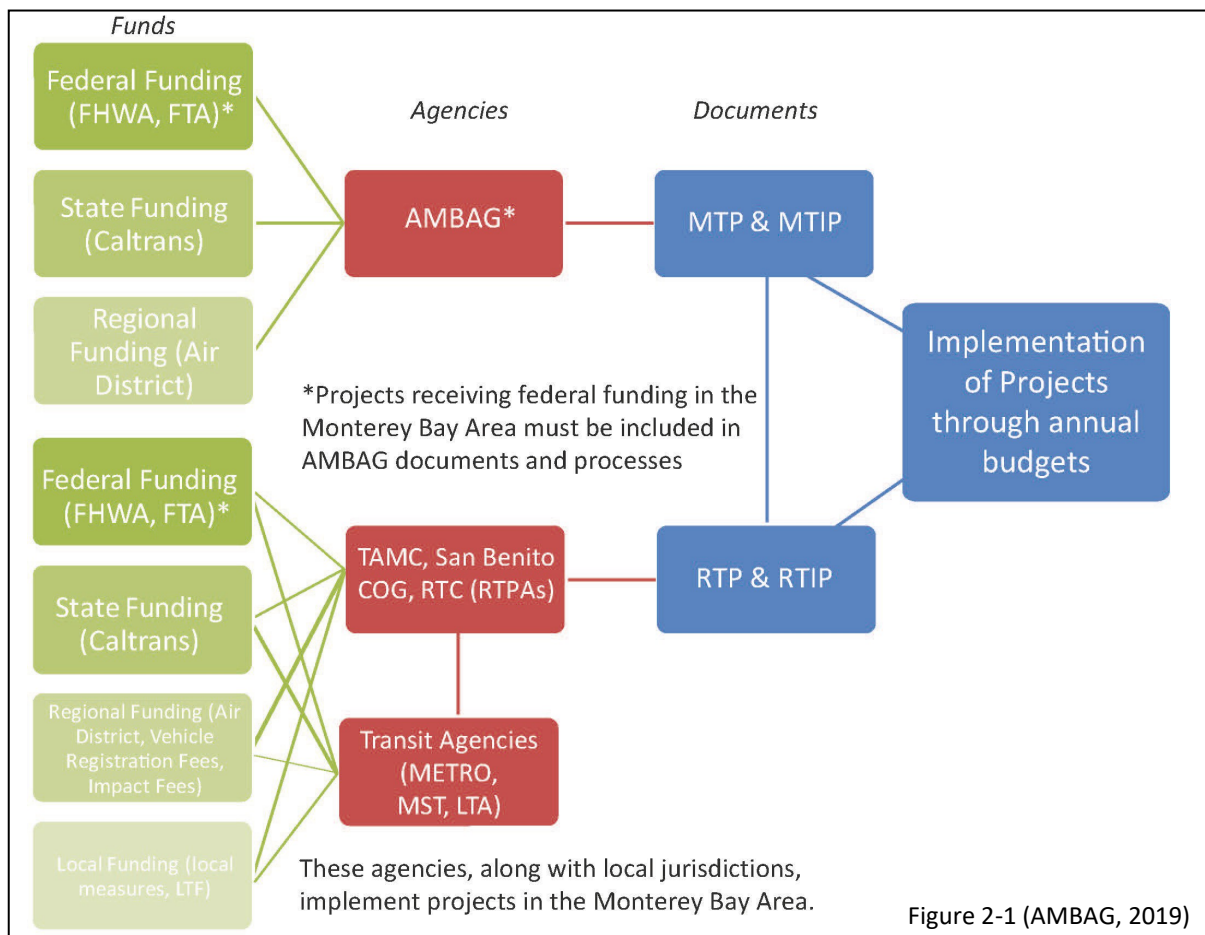 Funds
Federal Funding
(FHWA, FTA)*
State Funding
(Caltrans)
Regional
Funding (Air
District)
Federal Funding
(FHWA, FTA)*
State Funding
(Caltrans)
Regional Funding (Air
District, Vehicle
Registration Fees,
Impact Fees)
Local Funding (local
measures, LTF)
Agencies
AMBAG*
*Projects receiving federal funding in the
Monterey Bay Area must be included in
AMBAG documents and processes
TAMC, San Benito
COG, RTC (RTPAs)
Transit Agencies
(METRO,
MST, LTA)
These agencies, along with local jurisdictions,
implement projects in the Monterey Bay Area.
Documents
MTP & MTIP
RTP & RTIP
Implementation
of Projects
through annual
budgets
Figure 2-1 (AMBAG, 2019)